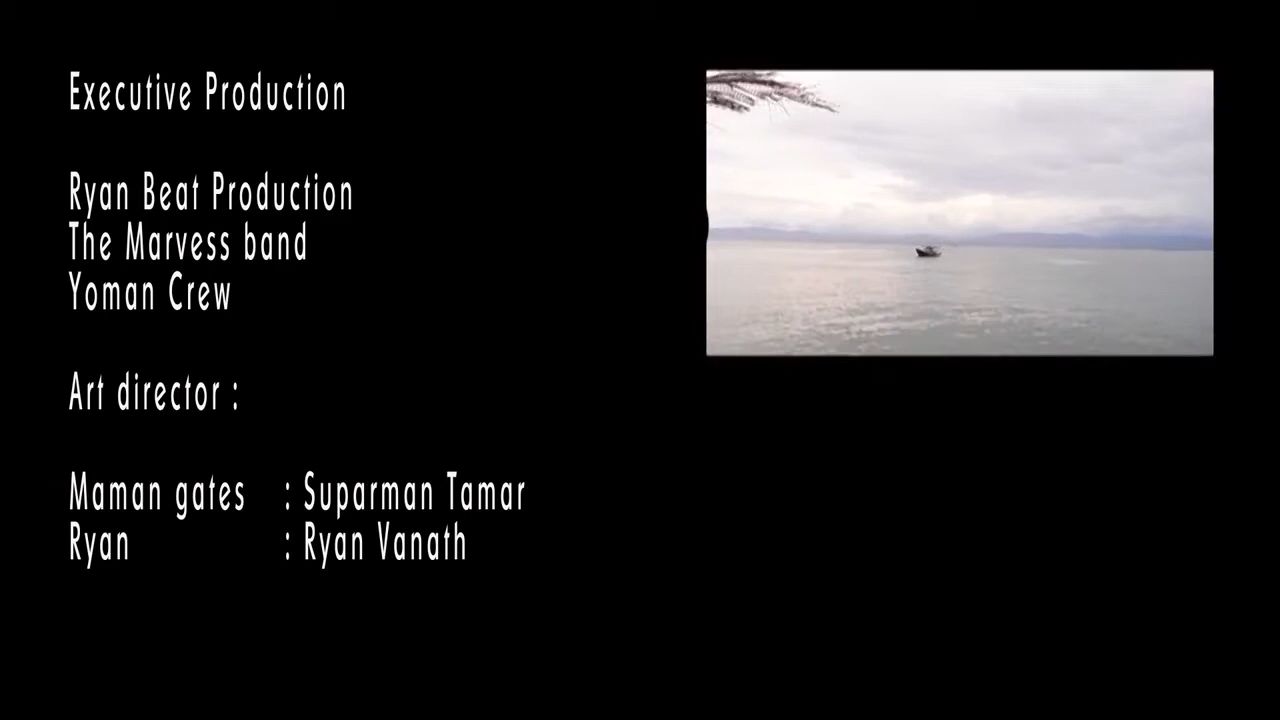 Executive Production
Ryan Beat Production
The Marvess band
Yoman Crew
Art director :
Maman gates : Suparman Tamar
Ryan : Ryan Vanath